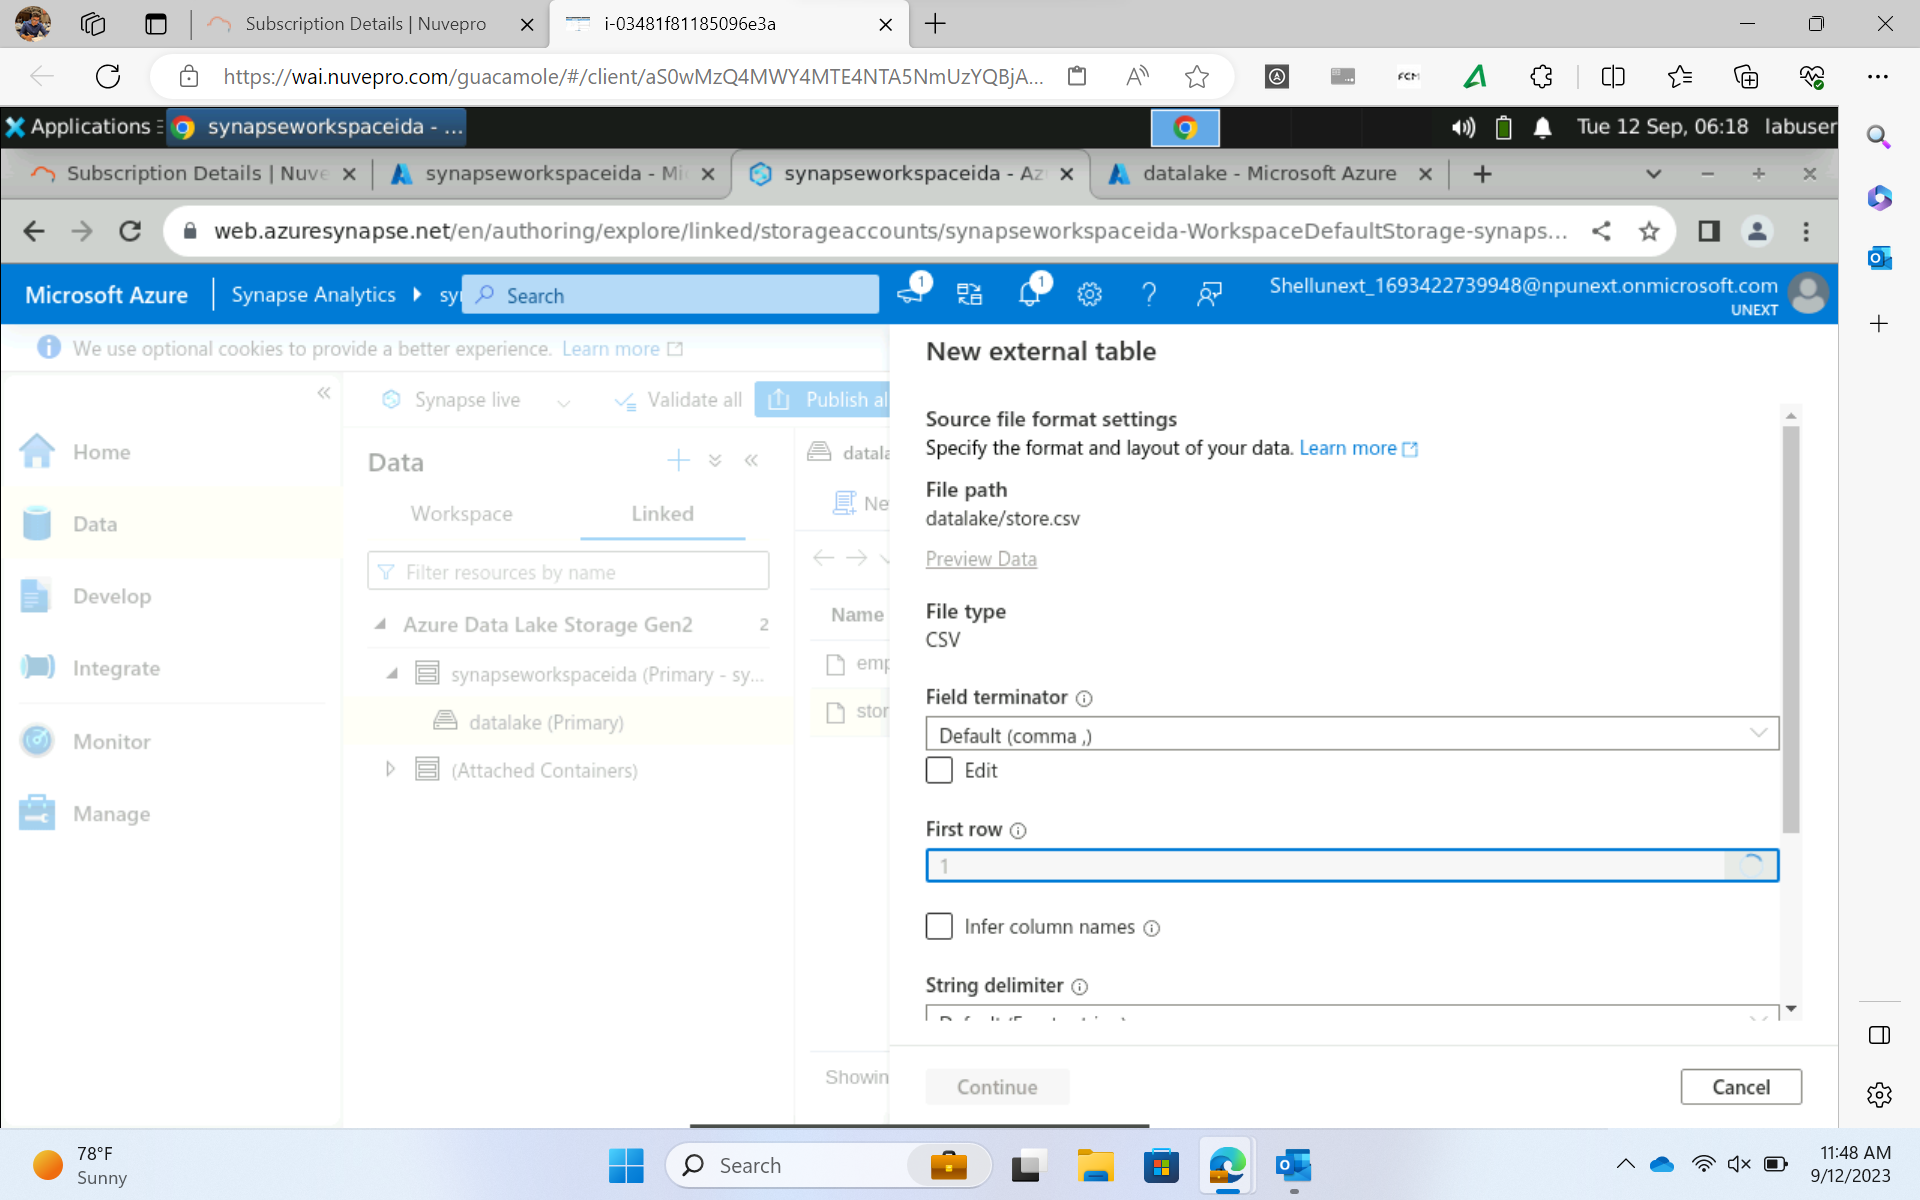 Subscription Details | Nuvepro
i-03481f81185096e3a
https://wai.nuvepro.com/guacamole/#/client/aS0wMzQ4MWY4MTE4NTA5NmUzYQBjA...
FCM
Applications
synapseworkspaceida - ...
Tue 12 Sep, 06:18 labuser
Subscription Details | Nuve
synapseworkspaceida - Mi
synapseworkspaceida - Az
datalake - Microsoft Azure
web.azuresynapse.net/en/authoring/explore/linked/storageaccounts/synapseworkspaceida-WorkspaceDefaultStorage-synaps...
Microsoft Azure
Synapse Analytics
sy
Search
1
1
Shellunext_1693422739948@npunext.onmicrosoft.com
UNEXT
We use optional cookies to provide a better experience. Learn more
Synapse live
Validate all
Publish al
Home
Data
Develop
Integrate
Monitor
Manage
Data
Workspace
Linked
Filter resources by name
Azure Data Lake Storage Gen2 2
synapseworkspaceida (Primary - sy...
datalake (Primary)
(Attached Containers)
datala
Ne
Name
emp
stor
Showin
New external table
Source file format settings
Specify the format and layout of your data. Learn more
File path
datalake/store.csv
Preview Data
File type
CSV
Field terminator
Default (comma ,)
Edit
First row
1
Infer column names
String delimiter
Continue
Cancel
78°F
Sunny
Search
11:48 AM
9/12/2023